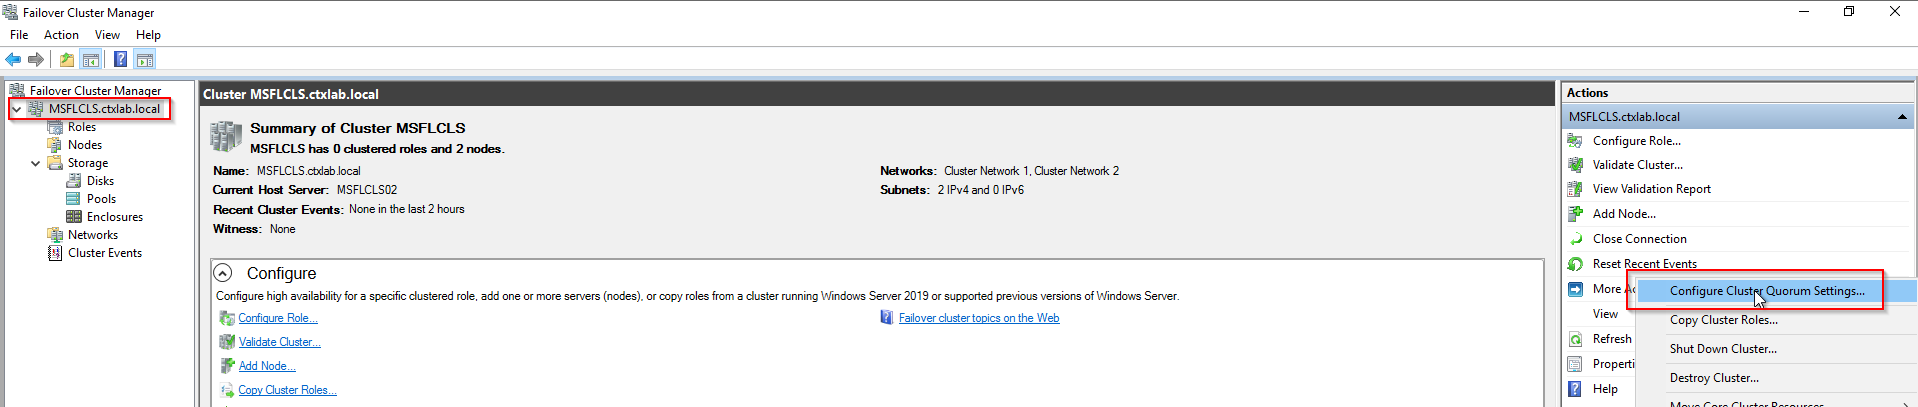 Failover Cluster Manager
File Action View Help
Failover Cluster Manager
MSFLCLS.ctxlab.local
Roles
Nodes
Storage
Disks
Pools
Enclosures
Networks
Cluster Events
Cluster MSFLCLS.ctxlab.local
Summary of Cluster MSFLCLS
MSFLCLS has 0 clustered roles and 2 nodes.
Name: MSFLCLS.ctxlab.local
Networks: Cluster Network 1, Cluster Network 2
Current Host Server: MSFLCLS02
Subnets: 2 IPv4 and 0 IPv6
Recent Cluster Events: None in the last 2 hours
Witness: None
Configure
Configure high availability for a specific clustered role, add one or more servers (nodes), or copy roles from a cluster running Windows Server 2019 or supported previous versions of Windows Server.
Configure Role...
Failover cluster topics on the Web
Validate Cluster...
Add Node...
Copy Cluster Roles...
Actions
MSFLCLS.ctxlab.local
Configure Role...
Validate Cluster...
View Validation Report
Add Node...
Close Connection
Reset Recent Events
More A
View
Refresh
Properti
Help
Configure Cluster Quorum Settings...
Copy Cluster Roles...
Shut Down Cluster...
Destroy Cluster...
Move Core Cluster Resources